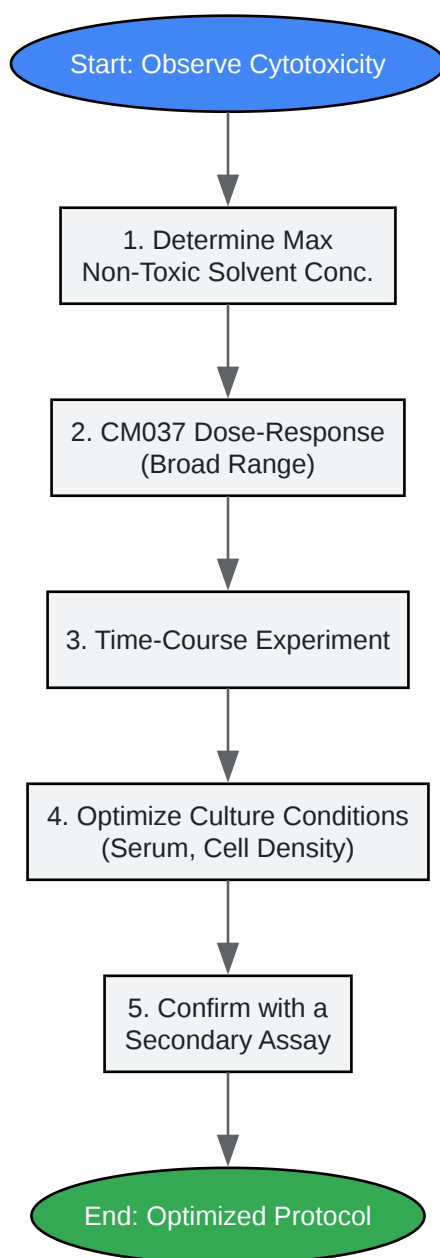 Start: Observe Cytotoxicity
1. Determine Max
Non-Toxic Solvent Conc.
2. CM037 Dose-Response
(Broad Range)
3. Time-Course Experiment
4. Optimize Culture Conditions
(Serum, Cell Density)
5. Confirm with a
Secondary Assay
End: Optimized Protocol